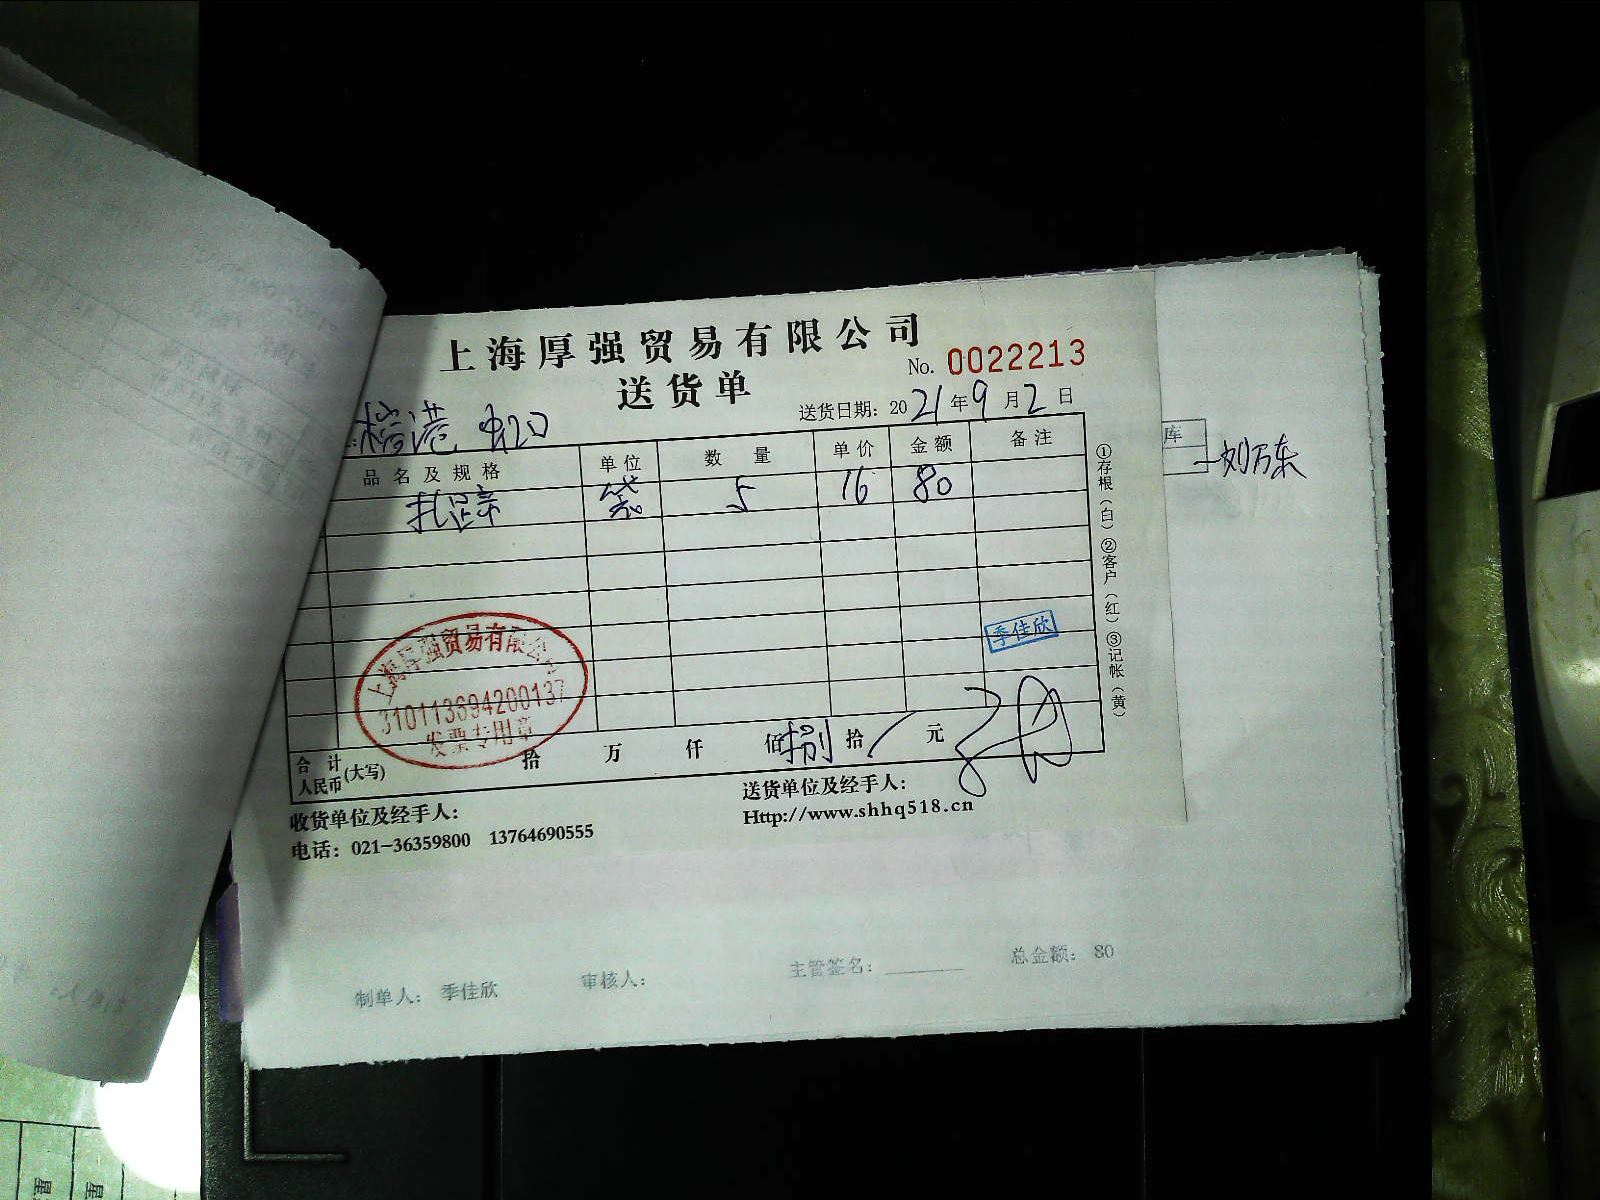 上海厚强贸易有限公司
No. 0022213
送货单
送货日期：2021年9月2日
榕港 虹口
品名及规格 单位 数量 单价 金额 备注
袋 5 16 80
①存根（白）②客户（红）③记帐（黄）
库
刘万东
季佳欣
上海厚强贸易有限公司
310113694200137
发票专用章
合计人民币(大写) 拾 万 仟 佰 捌拾 元
收货单位及经手人：
送货单位及经手人：
电话：021-36359800 13764690555
Http://www.shhq518.cn
制单人：季佳欣 审核人： 主管签名： 总金额：80